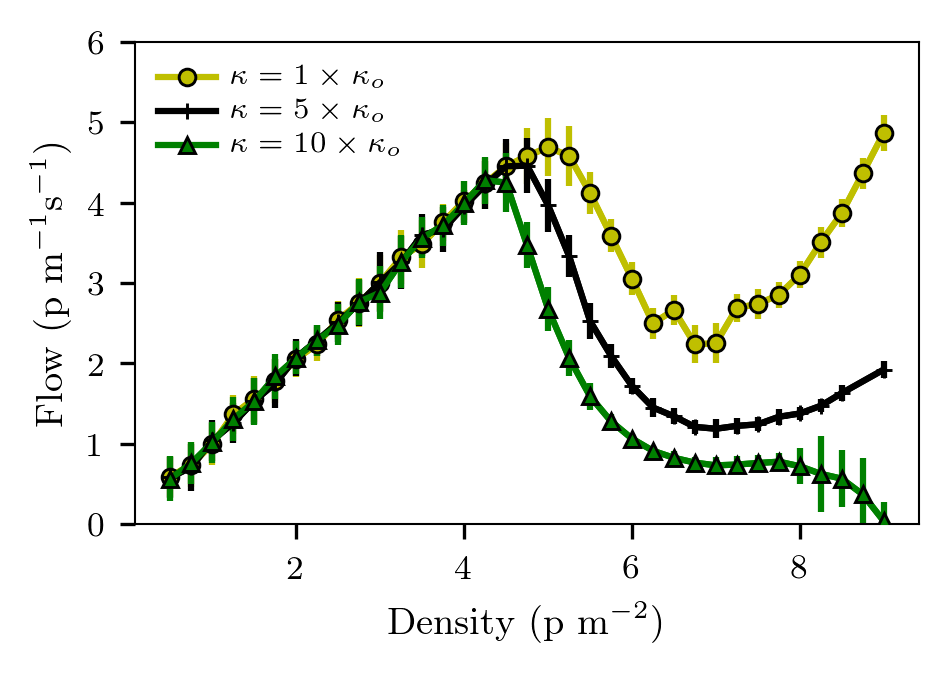 6
5
4
3
2
1
0
Flow (p m⁻¹s⁻¹)
κ = 1 × κₒ
κ = 5 × κₒ
κ = 10 × κₒ
2 4 6 8
Density (p m⁻²)